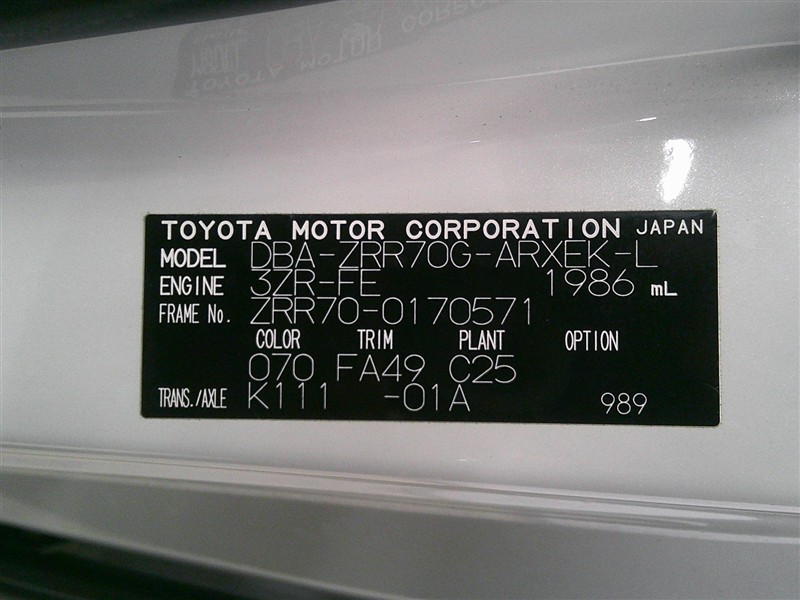 TOYOTA MOTOR CORPORATION JAPAN
MODEL DBA-ZRR70G-ARXEK-L
ENGINE 3ZR-FE 1986 mL
FRAME No. ZRR70-0170571
COLOR TRIM PLANT OPTION
070 FA49 C25
TRANS./AXLE K111 -01A 989